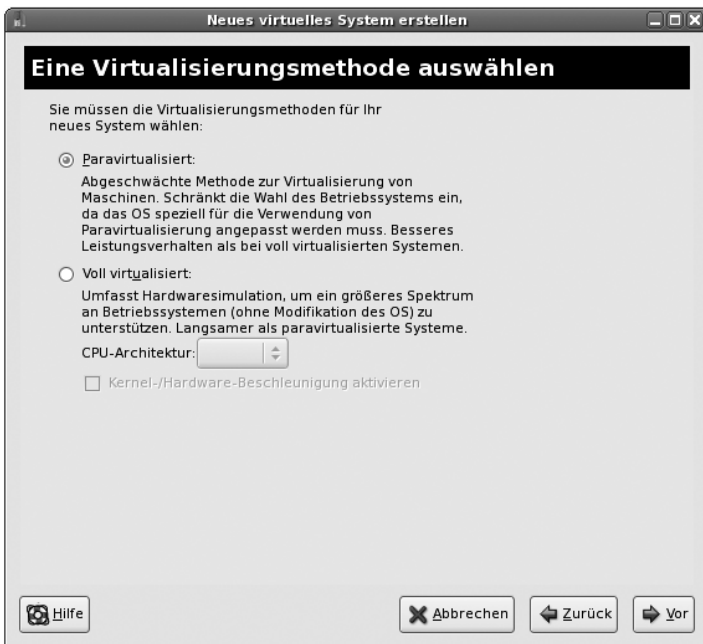 Neues virtuelles System erstellen
Eine Virtualisierungsmethode auswählen
Sie müssen die Virtualisierungsmethoden für Ihr
neues System wählen:
Paravirtualisiert:
Abgeschwächte Methode zur Virtualisierung von
Maschinen. Schränkt die Wahl des Betriebssystems ein,
da das OS speziell für die Verwendung von
Paravirtualisierung angepasst werden muss. Besseres
Leistungsverhalten als bei voll virtualisierten Systemen.
Voll virtualisiert:
Umfasst Hardwaresimulation, um ein größeres Spektrum
an Betriebssystemen (ohne Modifikation des OS) zu
unterstützen. Langsamer als paravirtualisierte Systeme.
CPU-Architektur:
Kernel-/Hardware-Beschleunigung aktivieren
Hilfe Abbrechen Zurück Vor